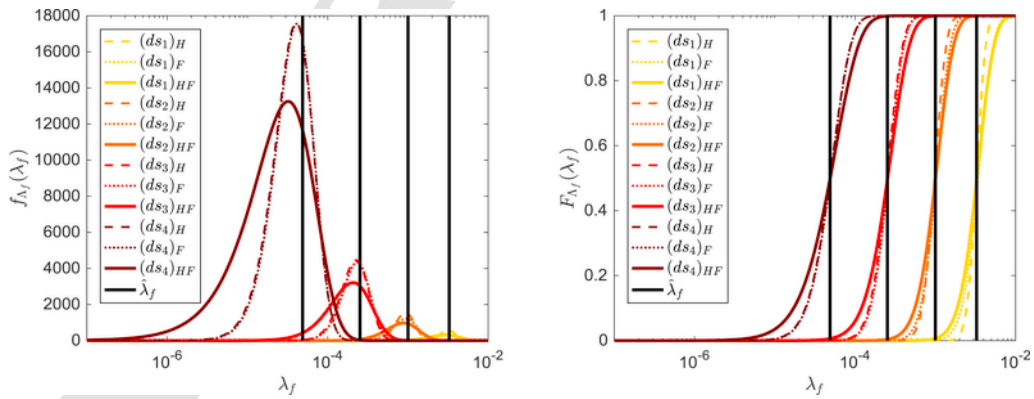 18000
16000
14000
12000
10000
8000
6000
4000
2000
0
f_{Λ_f}(λ_f)
(ds_1)_H
(ds_1)_F
(ds_1)_{HF}
(ds_2)_H
(ds_2)_F
(ds_2)_{HF}
(ds_3)_H
(ds_3)_F
(ds_3)_{HF}
(ds_4)_H
(ds_4)_F
(ds_4)_{HF}
λ̂_f
10^{-6}
10^{-4}
10^{-2}
λ_f
1
0.8
0.6
0.4
0.2
0
F_{Λ_f}(λ_f)
(ds_1)_H
(ds_1)_F
(ds_1)_{HF}
(ds_2)_H
(ds_2)_F
(ds_2)_{HF}
(ds_3)_H
(ds_3)_F
(ds_3)_{HF}
(ds_4)_H
(ds_4)_F
(ds_4)_{HF}
λ̂_f
10^{-6}
10^{-4}
10^{-2}
λ_f